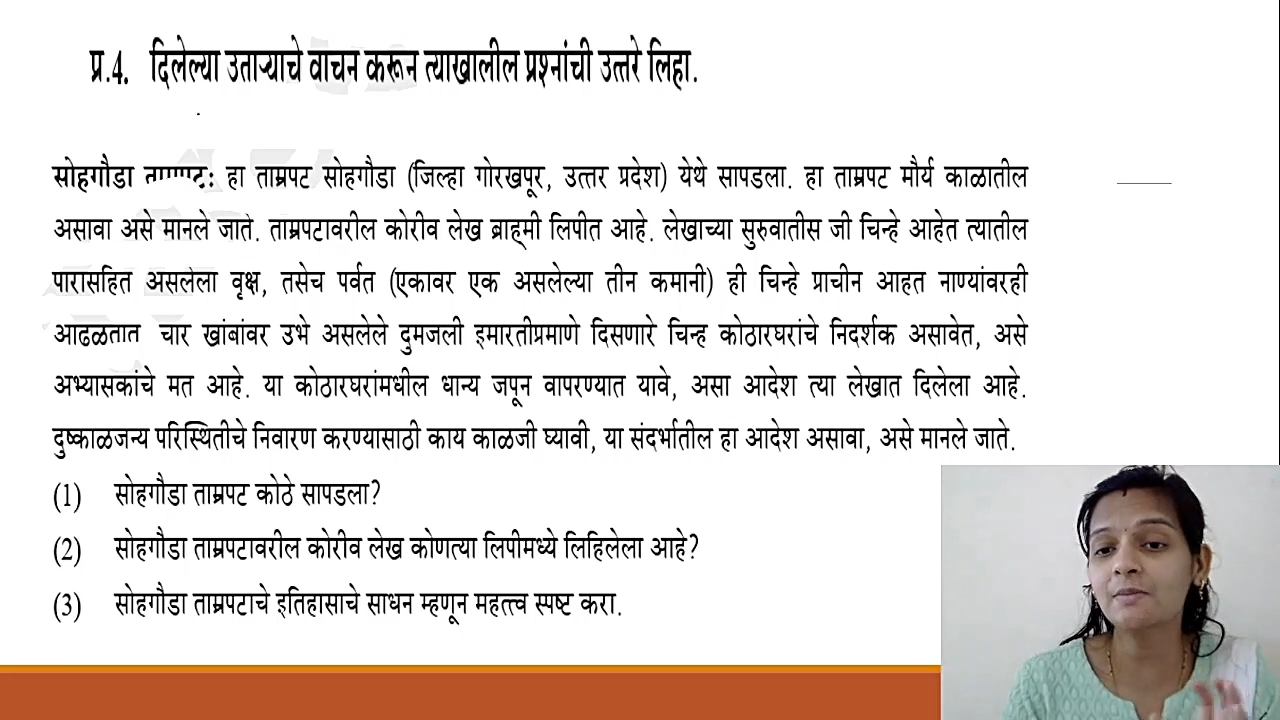 प्र.4. दिलेल्या उताऱ्याचे वाचन करून त्याखालील प्रश्नांची उत्तरे लिहा.
सोहगौडा हा ताम्रपट सोहगौडा (जिल्हा गोरखपूर, उत्तर प्रदेश) येथे सापडला. हा ताम्रपट मौर्य काळातील
असावा असे मानले जाते. ताम्रपटावरील कोरीव लेख ब्राह्मी लिपीत आहे. लेखाच्या सुरुवातीस जी चिन्हे आहेत त्यातील
पारासहित असलेला वृक्ष, तसेच पर्वत (एकावर एक असलेल्या तीन कमानी) ही चिन्हे प्राचीन आहत नाण्यांवरही
आढळतात चार खांबांवर उभे असलेले दुमजली इमारतीप्रमाणे दिसणारे चिन्ह कोठारघरांचे निदर्शक असावेत, असे
अभ्यासकांचे मत आहे. या कोठारघरांमधील धान्य जपून वापरण्यात यावे, असा आदेश त्या लेखात दिलेला आहे.
दुष्काळजन्य परिस्थितीचे निवारण करण्यासाठी काय काळजी घ्यावी, या संदर्भातील हा आदेश असावा, असे मानले जाते.
(1) सोहगौडा ताम्रपट कोठे सापडला?
(2) सोहगौडा ताम्रपटावरील कोरीव लेख कोणत्या लिपीमध्ये लिहिलेला आहे?
(3) सोहगौडा ताम्रपटाचे इतिहासाचे साधन म्हणून महत्त्व स्पष्ट करा.